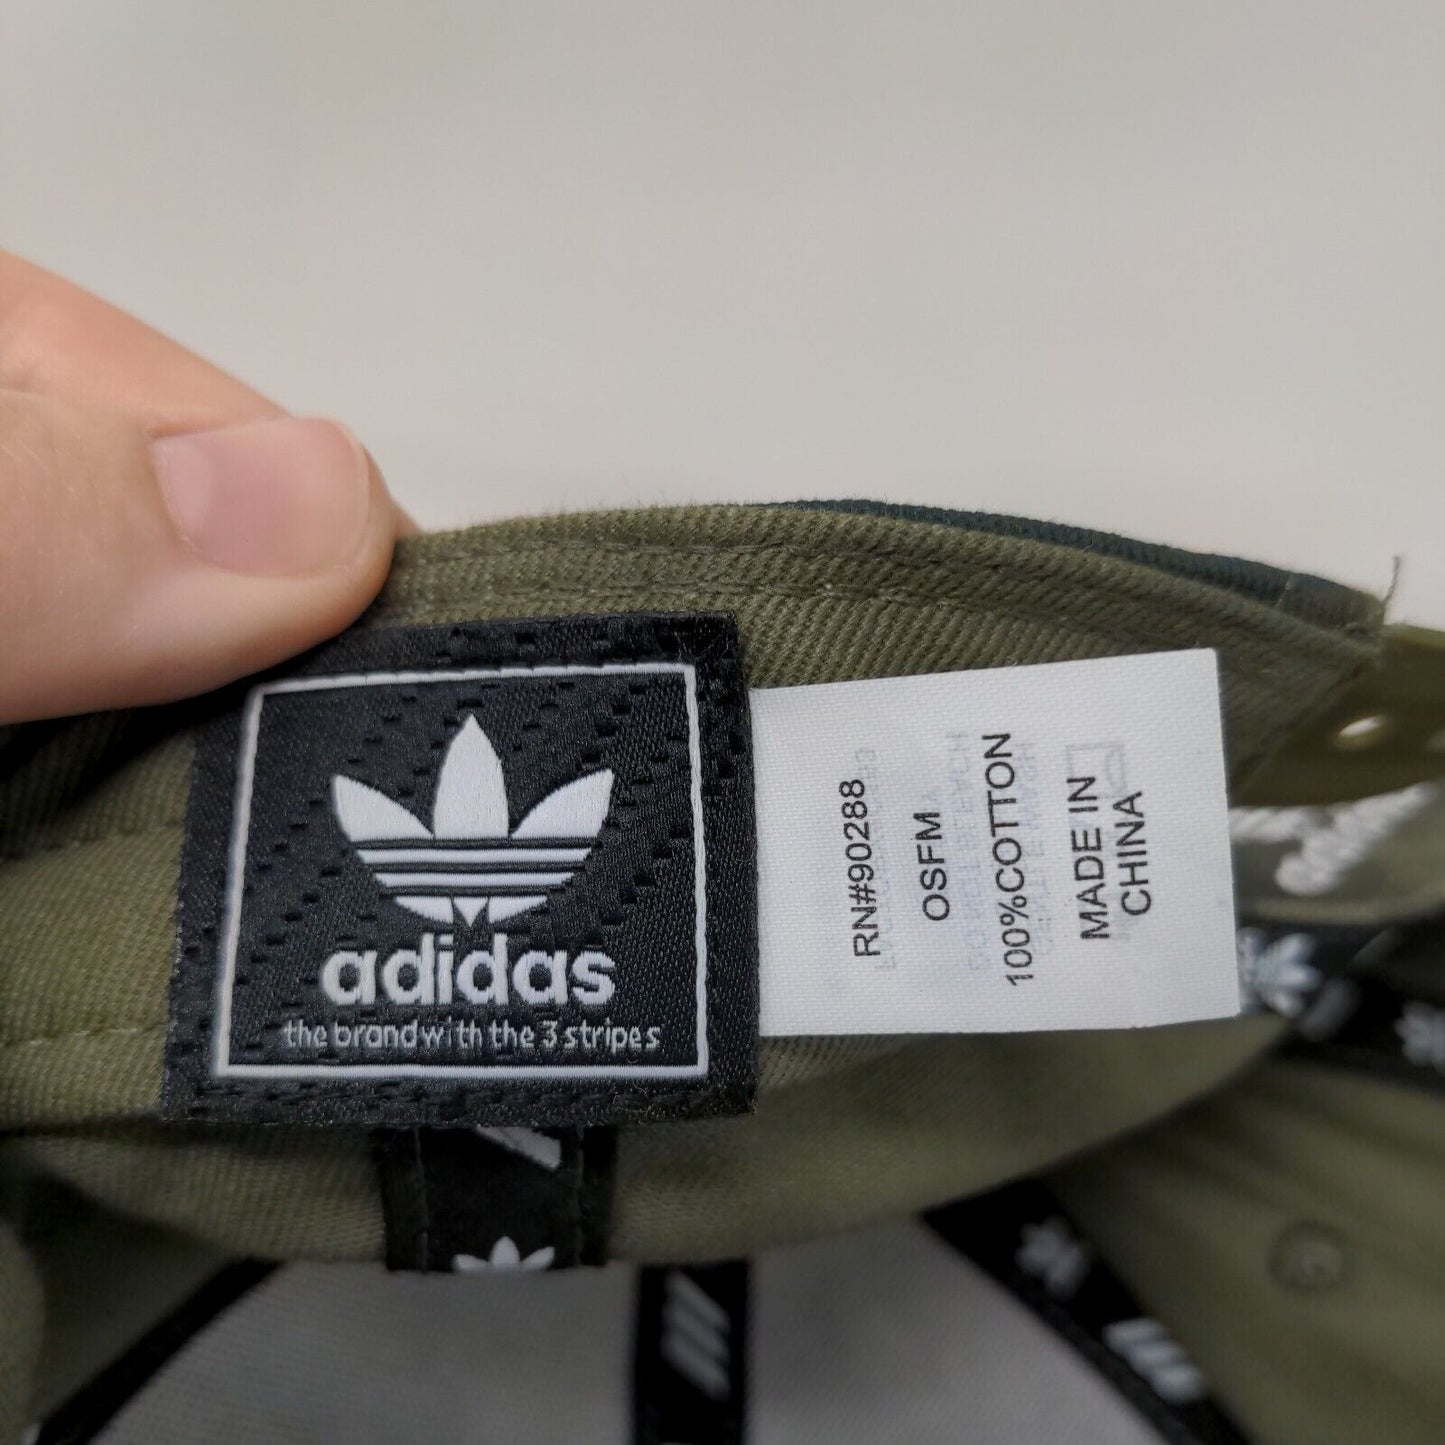 adidas
the brand with the 3 stripes
RN#90288
OSFM
100%COTTON
MADE IN
CHINA